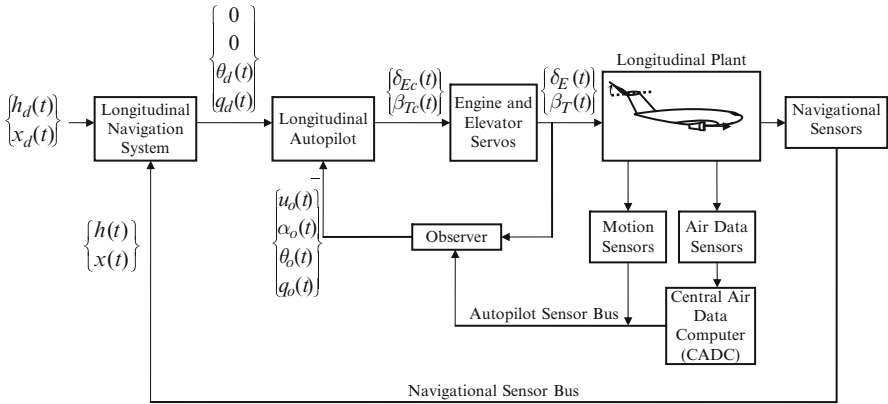 0
0
θ_d(t)
q_d(t)
h_d(t)
x_d(t)
Longitudinal
Navigation
System
Longitudinal
Autopilot
δ_Ec(t)
β_Tc(t)
Engine and
Elevator
Servos
δ_E(t)
β_T(t)
Longitudinal Plant
Navigational
Sensors
−
u_o(t)
α_o(t)
θ_o(t)
q_o(t)
h(t)
x(t)
Observer
Motion
Sensors
Air Data
Sensors
Central Air
Data
Computer
(CADC)
Autopilot Sensor Bus
Navigational Sensor Bus